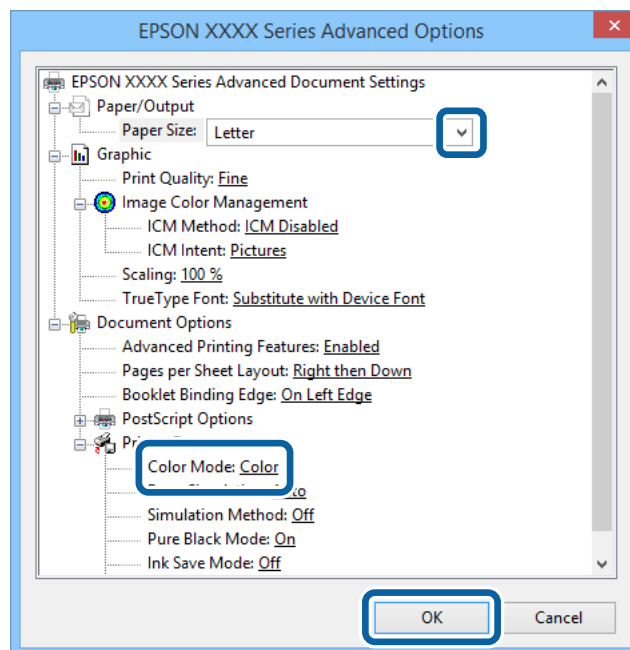 EPSON XXXX Series Advanced Options
EPSON XXXX Series Advanced Document Settings
Paper/Output
Paper Size: Letter
Graphic
Print Quality: Fine
Image Color Management
ICM Method: ICM Disabled
ICM Intent: Pictures
Scaling: 100 %
TrueType Font: Substitute with Device Font
Document Options
Advanced Printing Features: Enabled
Pages per Sheet Layout: Right then Down
Booklet Binding Edge: On Left Edge
PostScript Options
Color Mode: Color
Simulation Method: Off
Pure Black Mode: On
Ink Save Mode: Off
OK Cancel